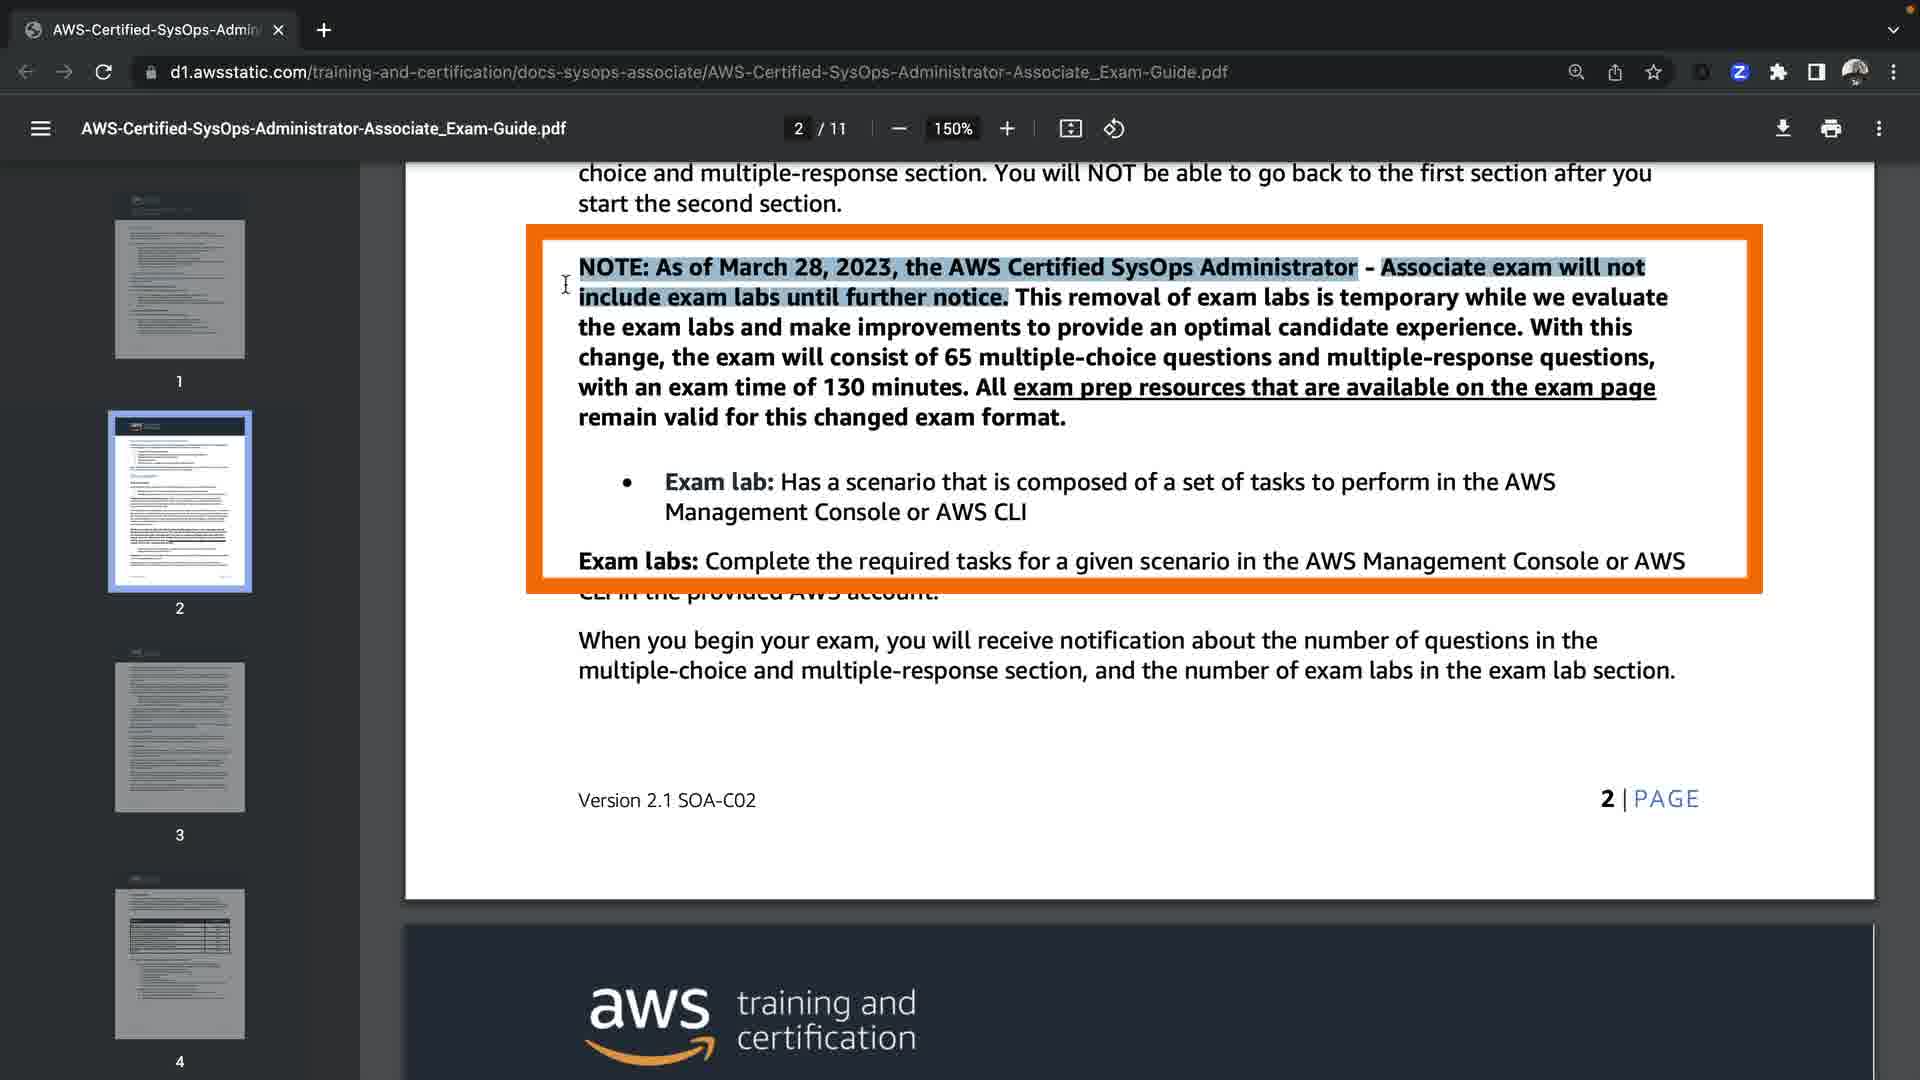 AWS-Certified-SysOps-Admin
d1.awsstatic.com/training-and-certification/docs-sysops-associate/AWS-Certified-SysOps-Administrator-Associate_Exam-Guide.pdf
Z
AWS-Certified-SysOps-Administrator-Associate_Exam-Guide.pdf
2 / 11
150%
choice and multiple-response section. You will NOT be able to go back to the first section after you
start the second section.
NOTE: As of March 28, 2023, the AWS Certified SysOps Administrator - Associate exam will not
include exam labs until further notice. This removal of exam labs is temporary while we evaluate
the exam labs and make improvements to provide an optimal candidate experience. With this
change, the exam will consist of 65 multiple-choice questions and multiple-response questions,
with an exam time of 130 minutes. All exam prep resources that are available on the exam page
remain valid for this changed exam format.
• Exam lab: Has a scenario that is composed of a set of tasks to perform in the AWS
Management Console or AWS CLI
Exam labs: Complete the required tasks for a given scenario in the AWS Management Console or AWS
CLI in the provided AWS account.
When you begin your exam, you will receive notification about the number of questions in the
multiple-choice and multiple-response section, and the number of exam labs in the exam lab section.
Version 2.1 SOA-C02
2 | PAGE
aws training and
certification
1
2
3
4